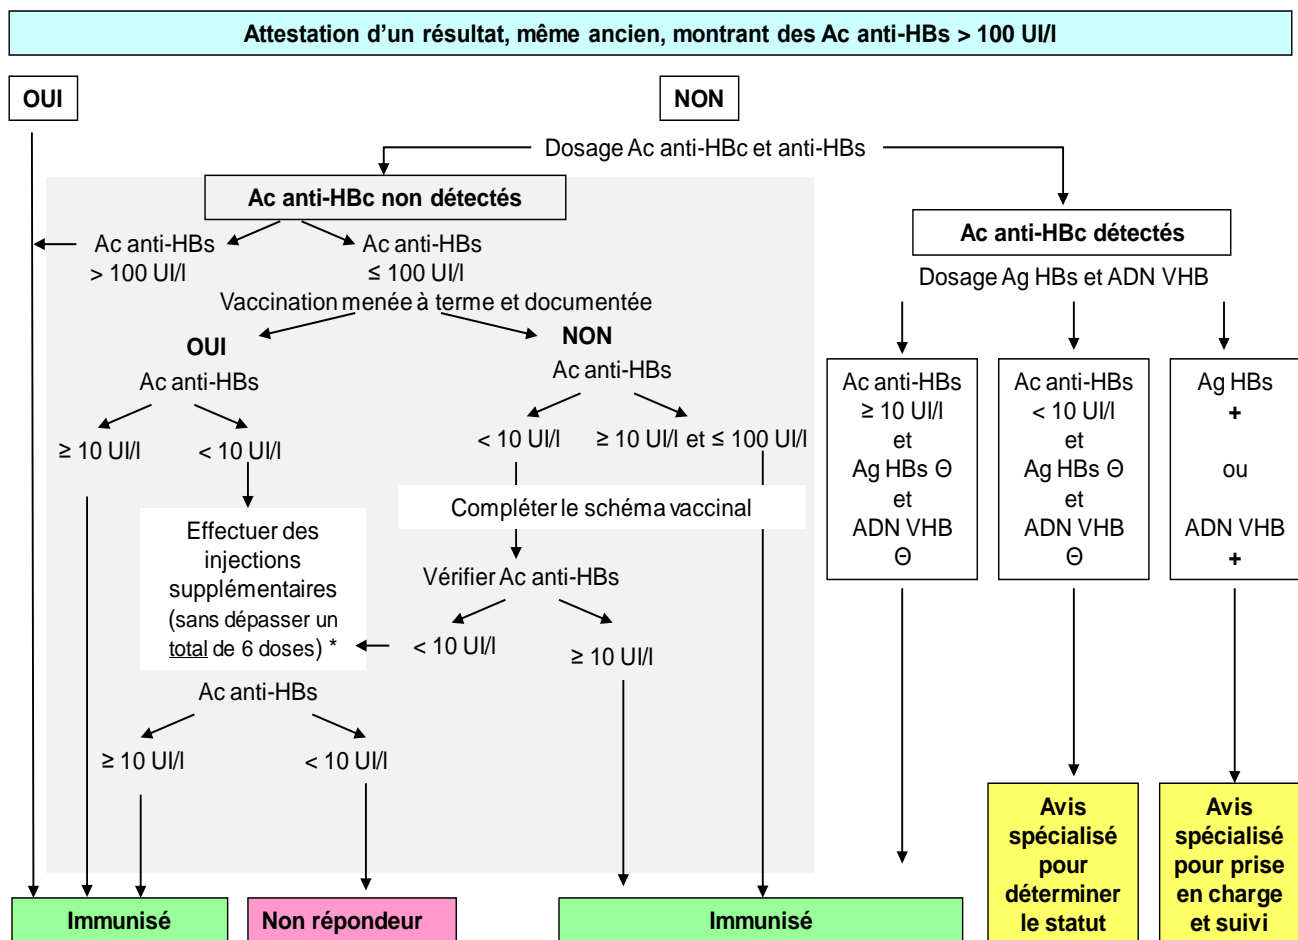 Attestation d’un résultat, même ancien, montrant des Ac anti-HBs > 100 UI/l
OUI
NON
Dosage Ac anti-HBc et anti-HBs
Ac anti-HBc non détectés
Ac anti-HBs
> 100 UI/l
Ac anti-HBs
≤ 100 UI/l
Vaccination menée à terme et documentée
OUI
Ac anti-HBs
≥ 10 UI/l
< 10 UI/l
Effectuer des
injections
supplémentaires
(sans dépasser un
total de 6 doses) *
Ac anti-HBs
≥ 10 UI/l
< 10 UI/l
NON
Ac anti-HBs
< 10 UI/l
≥ 10 UI/l et ≤ 100 UI/l
Compléter le schéma vaccinal
Vérifier Ac anti-HBs
< 10 UI/l
≥ 10 UI/l
Ac anti-HBc détectés
Dosage Ag HBs et ADN VHB
Ac anti-HBs
≥ 10 UI/l
et
Ag HBs Θ
et
ADN VHB
Θ
Ac anti-HBs
< 10 UI/l
et
Ag HBs Θ
et
ADN VHB
Θ
Ag HBs
+
ou
ADN VHB
+
Immunisé
Non répondeur
Immunisé
Avis
spécialisé
pour
déterminer
le statut
Avis
spécialisé
pour prise
en charge
et suivi